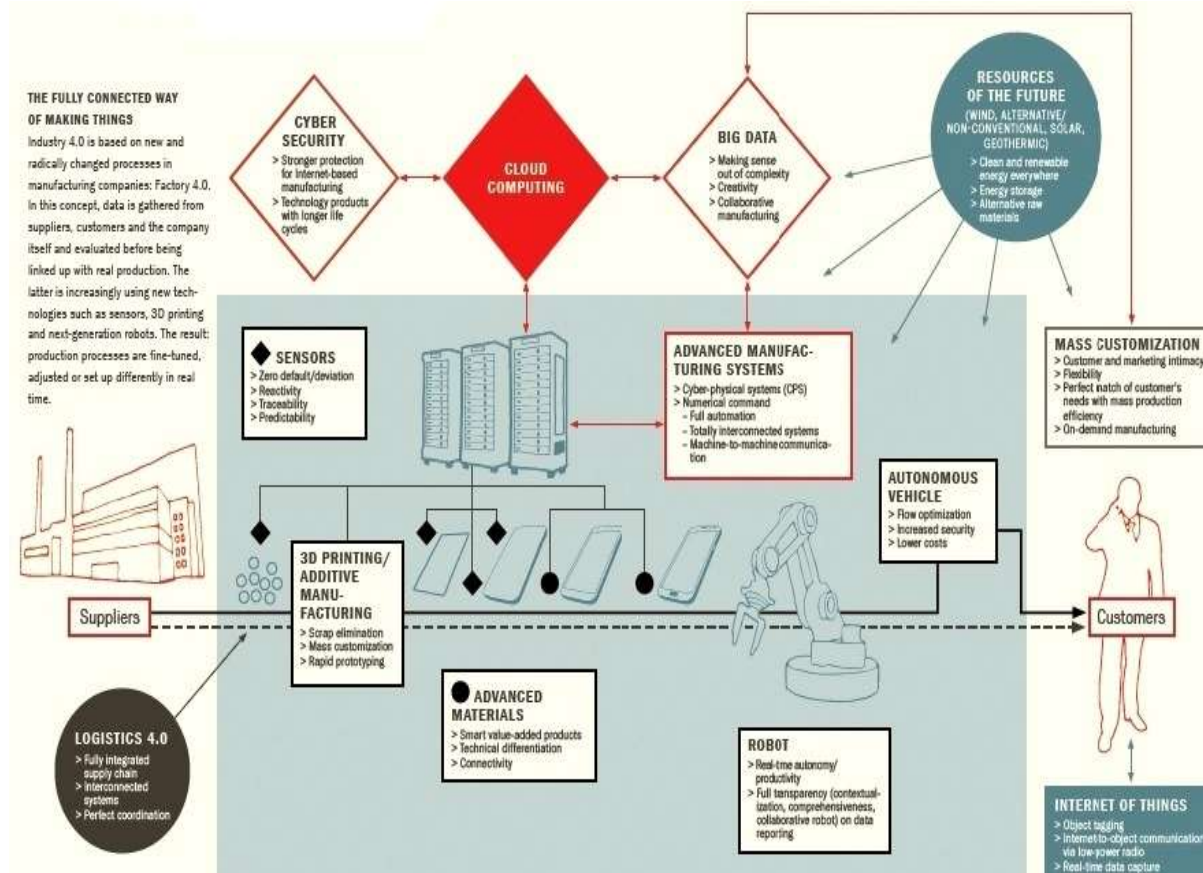 THE FULLY CONNECTED WAY
OF MAKING THINGS
Industry 4.0 is based on new and
radically changed processes in
manufacturing companies: Factory 4.0.
In this concept, data is gathered from
suppliers, customers and the company
itself and evaluated before being
linked up with real production. The
latter is increasingly using new tech-
nologies such as sensors, 3D printing
and next-generation robots. The result:
production processes are fine-tuned,
adjusted or set up differently in real
time.
CYBER
SECURITY
> Stronger protection
for Internet-based
manufacturing
> Technology products
with longer life
cycles
CLOUD
COMPUTING
BIG DATA
> Making sense
out of complexity
> Creativity
> Collaborative
manufacturing
RESOURCES
OF THE FUTURE
(WIND, ALTERNATIVE/
NON-CONVENTIONAL, SOLAR,
GEOTHERMIC)
> Clean and renewable
energy everywhere
> Energy storage
> Alternative raw
materials
SENSORS
> Zero default/deviation
> Reactivity
> Traceability
> Predictability
ADVANCED MANUFAC-
TURING SYSTEMS
> Cyber-physical systems (CPS)
> Numerical command
– Full automation
– Totally interconnected systems
– Machine-to-machine communica-
tion
MASS CUSTOMIZATION
> Customer and marketing intimacy
> Flexibility
> Perfect match of customer's
needs with mass production
efficiency
> On-demand manufacturing
AUTONOMOUS
VEHICLE
> Flow optimization
> Increased security
> Lower costs
3D PRINTING/
ADDITIVE
MANU-
FACTURING
> Scrap elimination
> Mass customization
> Rapid prototyping
Suppliers
Customers
LOGISTICS 4.0
> Fully integrated
supply chain
> Interconnected
systems
> Perfect coordination
ADVANCED
MATERIALS
> Smart value-added products
> Technical differentiation
> Connectivity
ROBOT
> Real-time autonomy/
productivity
> Full transparency (contextual-
ization, comprehensiveness,
collaborative robot) on data
reporting
INTERNET OF THINGS
> Object tagging
> Internet-to-object communication
via low-power radio
> Real-time data capture